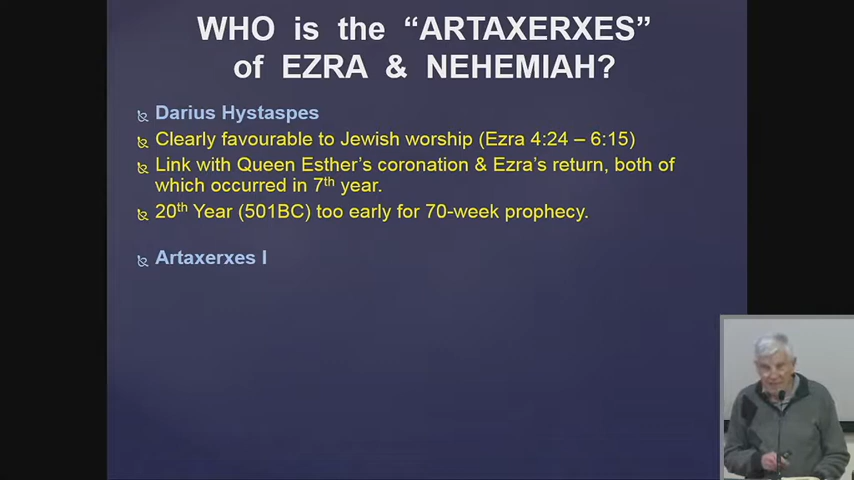 WHO is the “ARTAXERXES”
of EZRA & NEHEMIAH?
Darius Hystaspes
Clearly favourable to Jewish worship (Ezra 4:24 – 6:15)
Link with Queen Esther’s coronation & Ezra’s return, both of
which occurred in 7th year.
20th Year (501BC) too early for 70-week prophecy.
Artaxerxes I